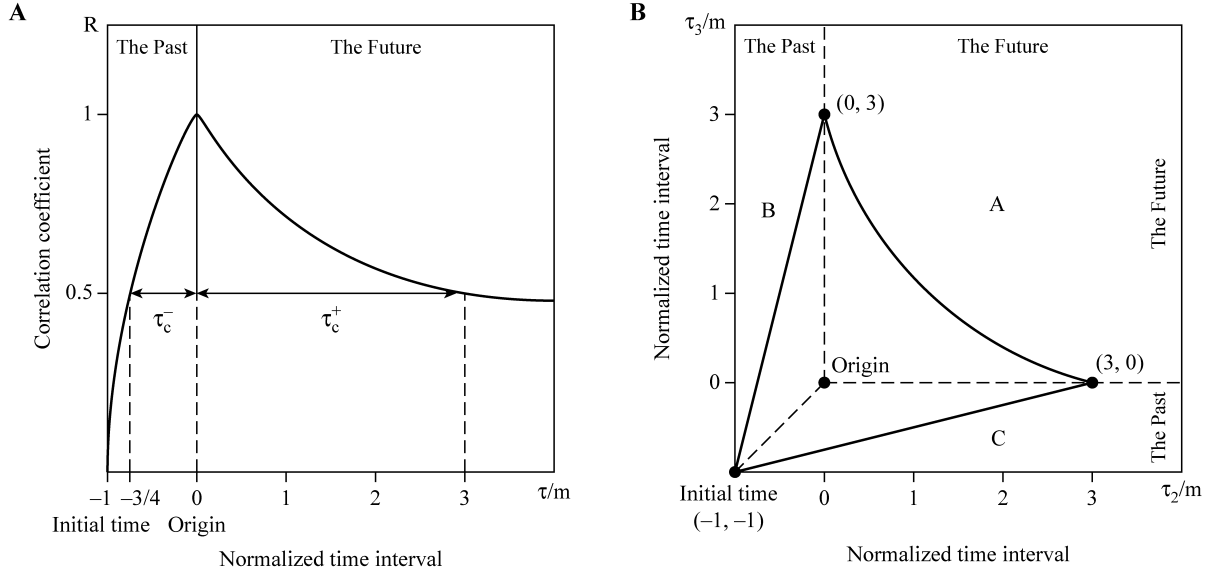 A
R
The Past
The Future
1
0.5
Correlation coefficient
τc−
τc+
−1
−3/4
0
1
2
3
τ/m
Initial time
Origin
Normalized time interval
B
τ3/m
The Past
The Future
3
(0, 3)
2
B
A
1
0
Origin
(3, 0)
C
Normalized time interval
The Future
The Past
Initial time
(−1, −1)
0
1
2
3
τ2/m
Normalized time interval